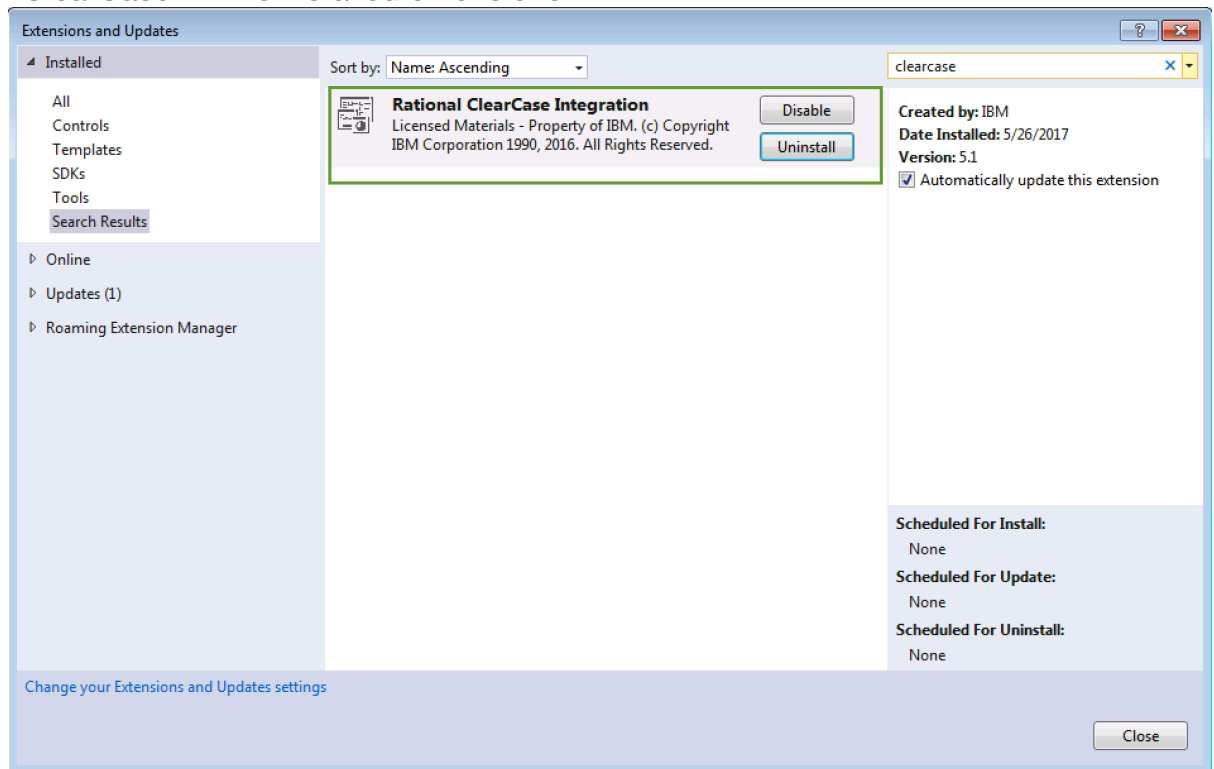 Extensions and Updates
Installed
All
Controls
Templates
SDKs
Tools
Search Results
Online
Updates (1)
Roaming Extension Manager
Sort by: Name: Ascending
Rational ClearCase Integration
Licensed Materials - Property of IBM. (c) Copyright
IBM Corporation 1990, 2016. All Rights Reserved.
Disable
Uninstall
clearcase
Created by: IBM
Date Installed: 5/26/2017
Version: 5.1
Automatically update this extension
Scheduled For Install:
None
Scheduled For Update:
None
Scheduled For Uninstall:
None
Change your Extensions and Updates settings
Close